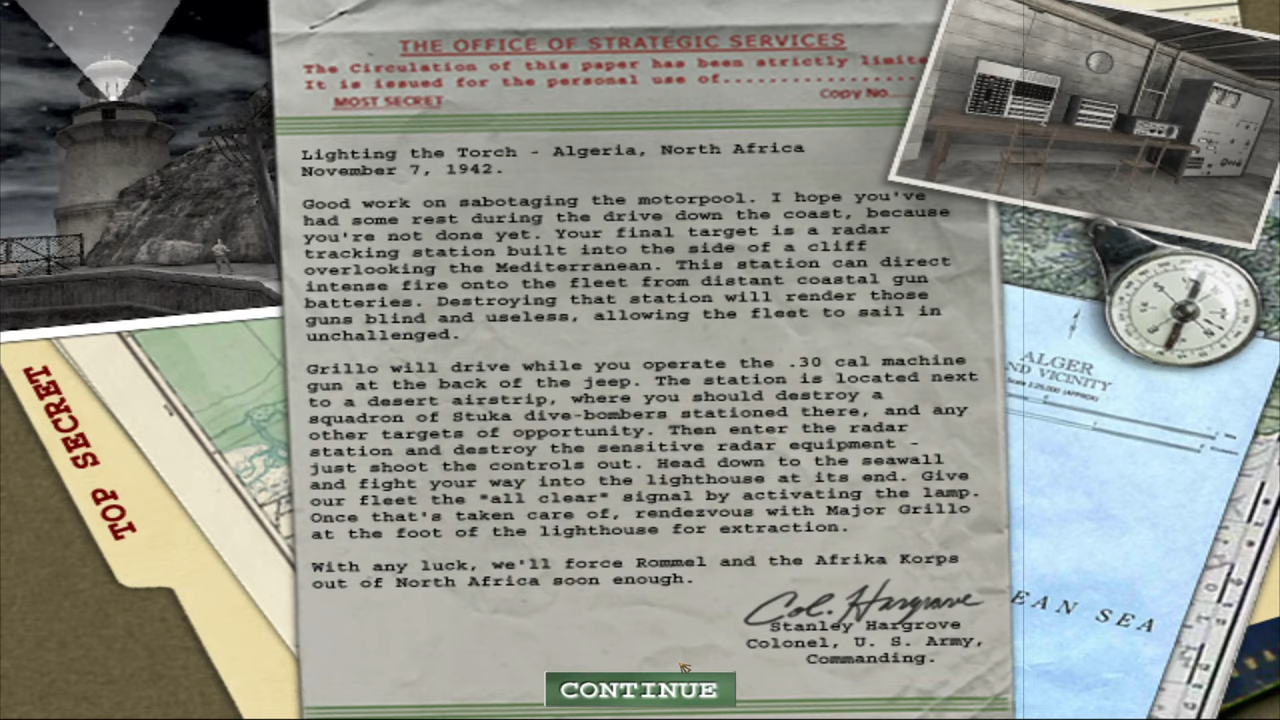 THE OFFICE OF STRATEGIC SERVICES
The Circulation of this paper has been strictly limite
It is issued for the personal use of..................
MOST SECRET
Copy No...
Lighting the Torch - Algeria, North Africa
November 7, 1942.
Good work on sabotaging the motorpool. I hope you've
had some rest during the drive down the coast, because
you're not done yet. Your final target is a radar
tracking station built into the side of a cliff
overlooking the Mediterranean. This station can direct
intense fire onto the fleet from distant coastal gun
batteries. Destroying that station will render those
guns blind and useless, allowing the fleet to sail in
unchallenged.
Grillo will drive while you operate the .30 cal machine
gun at the back of the jeep. The station is located next
to a desert airstrip, where you should destroy a
squadron of Stuka dive-bombers stationed there, and any
other targets of opportunity. Then enter the radar
station and destroy the sensitive radar equipment -
just shoot the controls out. Head down to the seawall
and fight your way into the lighthouse at its end. Give
our fleet the "all clear" signal by activating the lamp.
Once that's taken care of, rendezvous with Major Grillo
at the foot of the lighthouse for extraction.
With any luck, we'll force Rommel and the Afrika Korps
out of North Africa soon enough.
Col. Hargrave
Stanley Hargrove
Colonel, U. S. Army,
Commanding.
CONTINUE
TOP SECRET
ALGER
ND VICINITY
EAN SEA